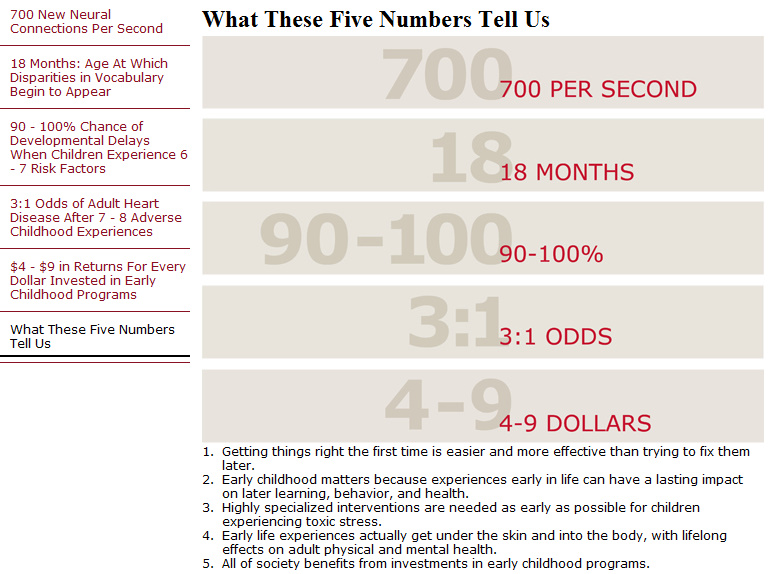 700 New Neural
Connections Per Second
18 Months: Age At Which
Disparities in Vocabulary
Begin to Appear
90 - 100% Chance of
Developmental Delays
When Children Experience 6
- 7 Risk Factors
3:1 Odds of Adult Heart
Disease After 7 - 8 Adverse
Childhood Experiences
$4 - $9 in Returns For Every
Dollar Invested in Early
Childhood Programs
What These Five Numbers
Tell Us
What These Five Numbers Tell Us
700
700 PER SECOND
18
18 MONTHS
90-100
90-100%
3:1
3:1 ODDS
4-9
4-9 DOLLARS
1. Getting things right the first time is easier and more effective than trying to fix them
later.
2. Early childhood matters because experiences early in life can have a lasting impact
on later learning, behavior, and health.
3. Highly specialized interventions are needed as early as possible for children
experiencing toxic stress.
4. Early life experiences actually get under the skin and into the body, with lifelong
effects on adult physical and mental health.
5. All of society benefits from investments in early childhood programs.